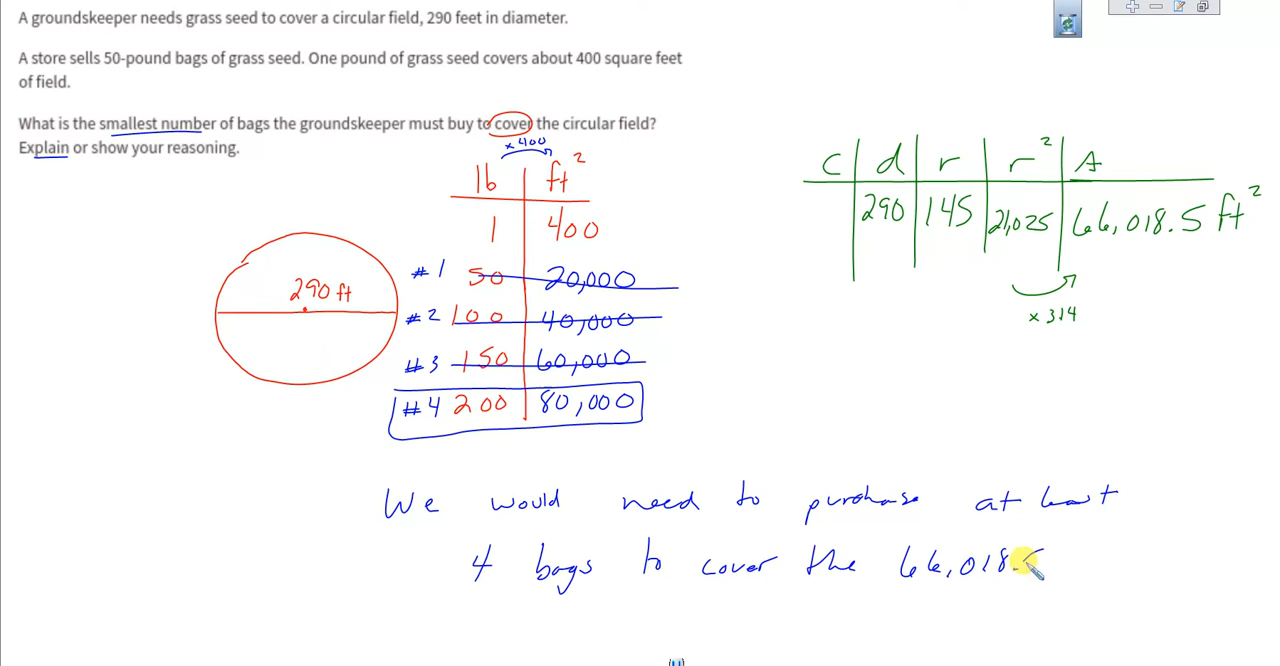 A groundskeeper needs grass seed to cover a circular field, 290 feet in diameter.
A store sells 50-pound bags of grass seed. One pound of grass seed covers about 400 square feet
of field.
What is the smallest number of bags the groundskeeper must buy to cover the circular field?
Explain or show your reasoning.
x 400
lb ft²
1 400
#1 50 20,000
#2 100 40,000
#3 150 60,000
#4 200 80,000
290 ft
C d r r² A
290 145 21,025 66,018.5 ft²
x 314
We would need to purchase at least
4 bags to cover the 66,018.5